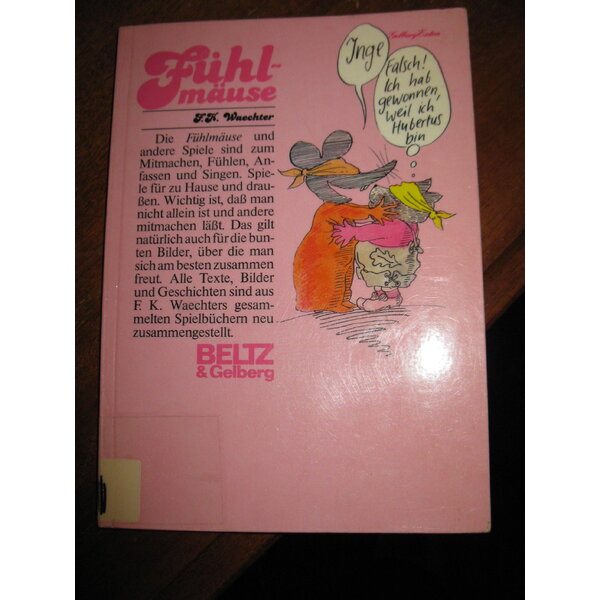 Fühl-
mäuse
F.K. Waechter
Die Fühlmäuse und
andere Spiele sind zum
Mitmachen, Fühlen, An-
fassen und Singen. Spie-
le für zu Hause und drau-
ßen. Wichtig ist, daß man
nicht allein ist und andere
mitmachen läßt. Das gilt
natürlich auch für die bun-
ten Bilder, über die man
sich am besten zusammen
freut. Alle Texte, Bilder
und Geschichten sind aus
F. K. Waechters gesam-
melten Spielbüchern neu
zusammengestellt.
BELTZ
& Gelberg
Inge
Falsch!
Ich hab
gewonnen,
weil ich
Hubertus
bin